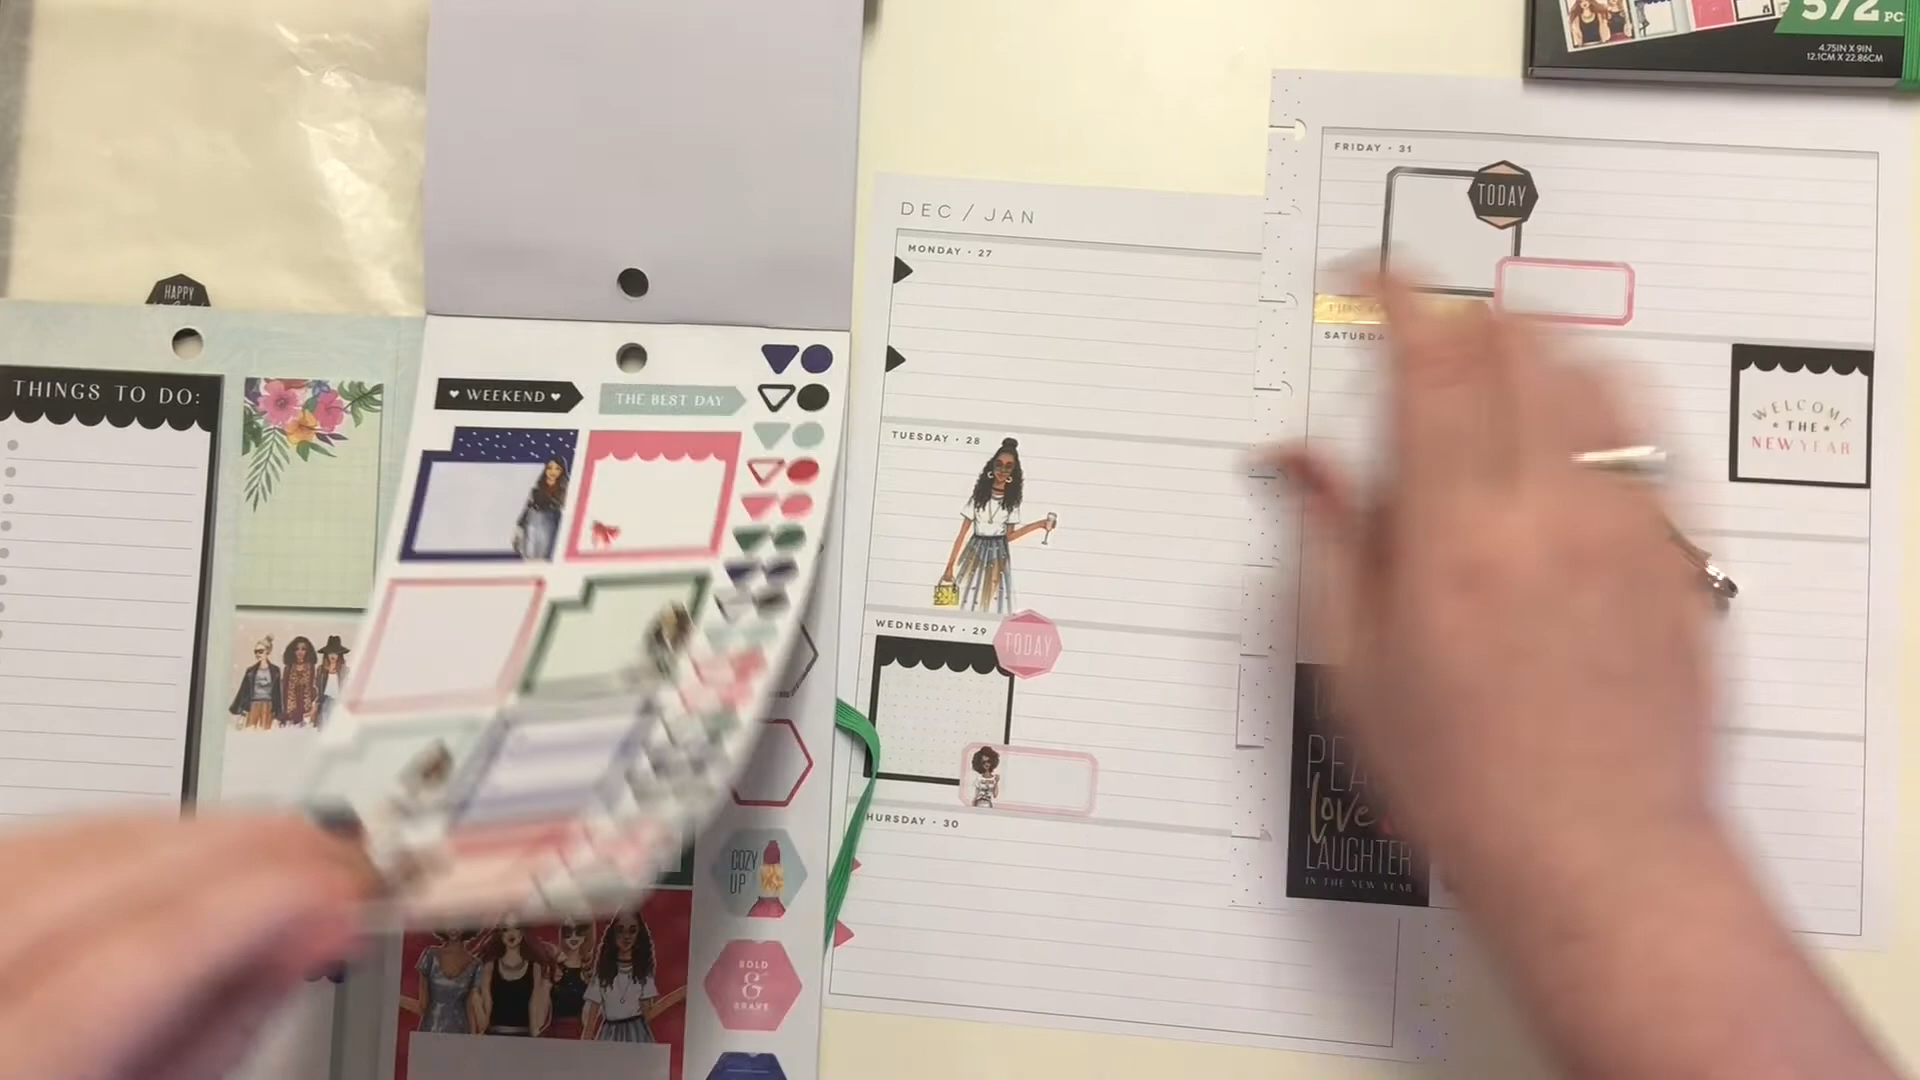 572 PC
4.75IN X 9IN
12.1CM X 22.86CM
HAPPY
THINGS TO DO:
WEEKEND
THE BEST DAY
COZY
UP
BOLD
&
BRAVE
DEC / JAN
MONDAY • 27
TUESDAY • 28
WEDNESDAY • 29
TODAY
HURSDAY • 30
FRIDAY • 31
TODAY
SATURDA
WELCOME
THE
NEW YEAR
PEA
love
LAUGHTER
IN THE NEW YEAR